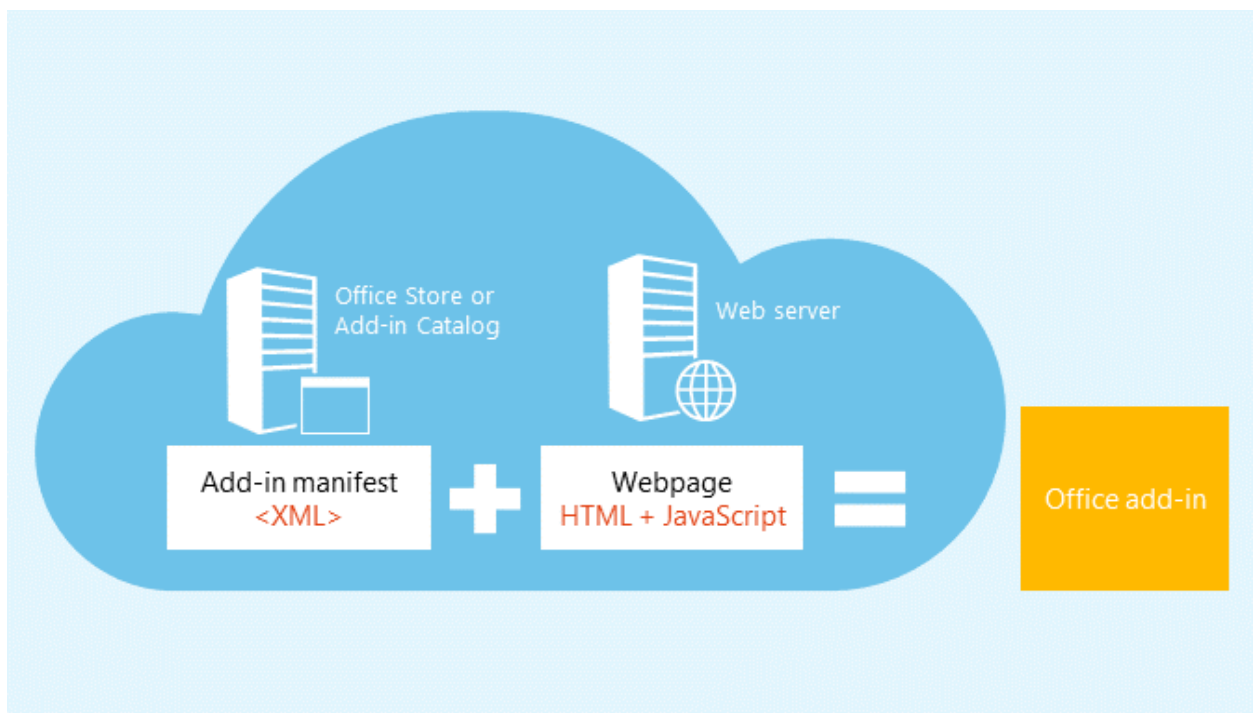 Office Store or
Add-in Catalog
Web server
Add-in manifest
<XML>
Webpage
HTML + JavaScript
Office add-in